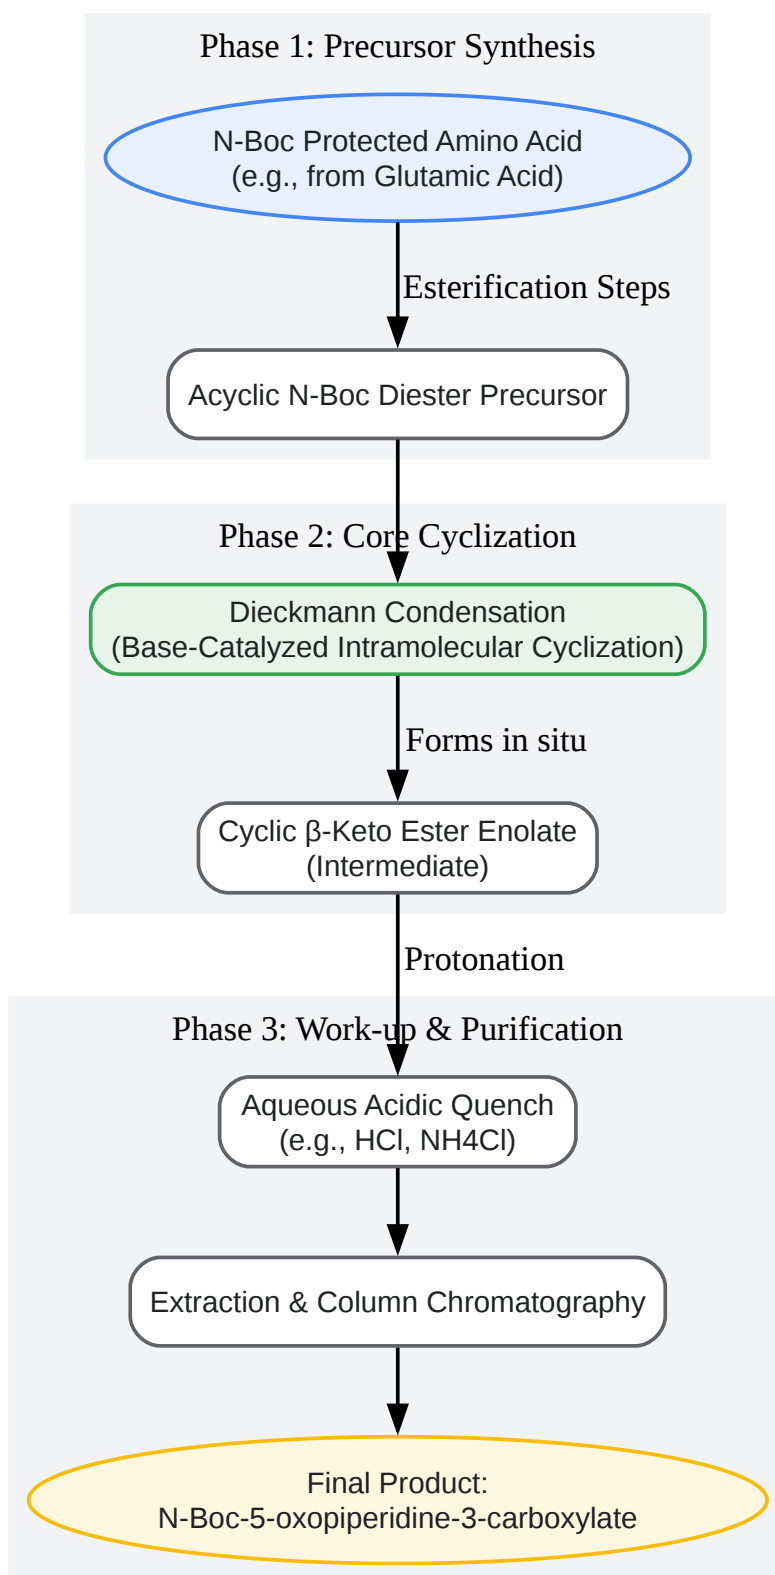 Phase 1: Precursor Synthesis
N-Boc Protected Amino Acid
(e.g., from Glutamic Acid)
Esterification Steps
Acyclic N-Boc Diester Precursor
Phase 2: Core Cyclization
Dieckmann Condensation
(Base-Catalyzed Intramolecular Cyclization)
Forms in situ
Cyclic β-Keto Ester Enolate
(Intermediate)
Protonation
Phase 3: Work-up & Purification
Aqueous Acidic Quench
(e.g., HCl, NH4Cl)
Extraction & Column Chromatography
Final Product:
N-Boc-5-oxopiperidine-3-carboxylate